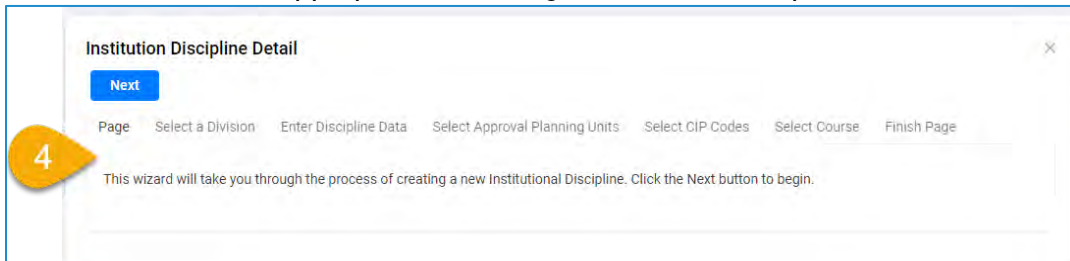 Institution Discipline Detail
Next
Page Select a Division Enter Discipline Data Select Approval Planning Units Select CIP Codes Select Course Finish Page
4
This wizard will take you through the process of creating a new Institutional Discipline. Click the Next button to begin.